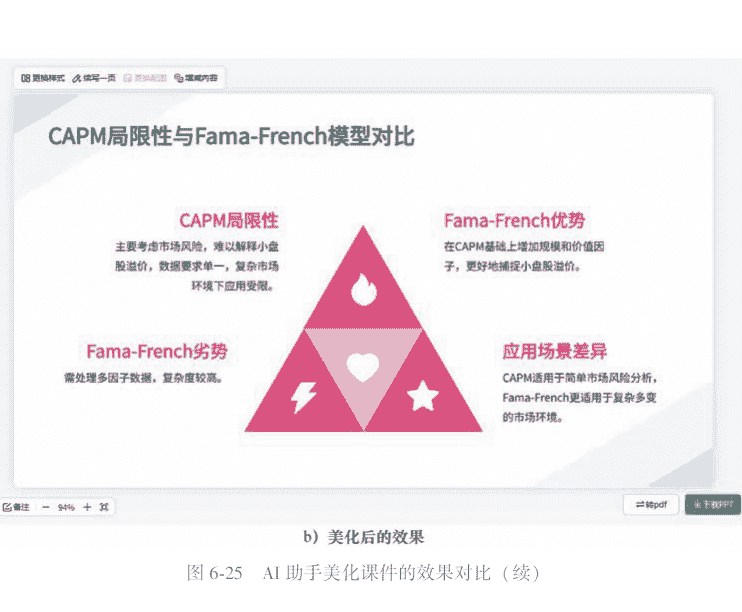 更换样式 续写一页 更换配图 增减内容
CAPM局限性与Fama-French模型对比
CAPM局限性
主要考虑市场风险，难以解释小盘
股溢价，数据要求单一，复杂市场
环境下应用受限。
Fama-French优势
在CAPM基础上增加规模和价值因
子，更好地捕捉小盘股溢价。
Fama-French劣势
需处理多因子数据，复杂度较高。
应用场景差异
CAPM适用于简单市场风险分析，
Fama-French更适用于复杂多变
的市场环境。
备注 − 94% +
转pdf 下载PPT
b）美化后的效果
图 6-25 AI 助手美化课件的效果对比（续）